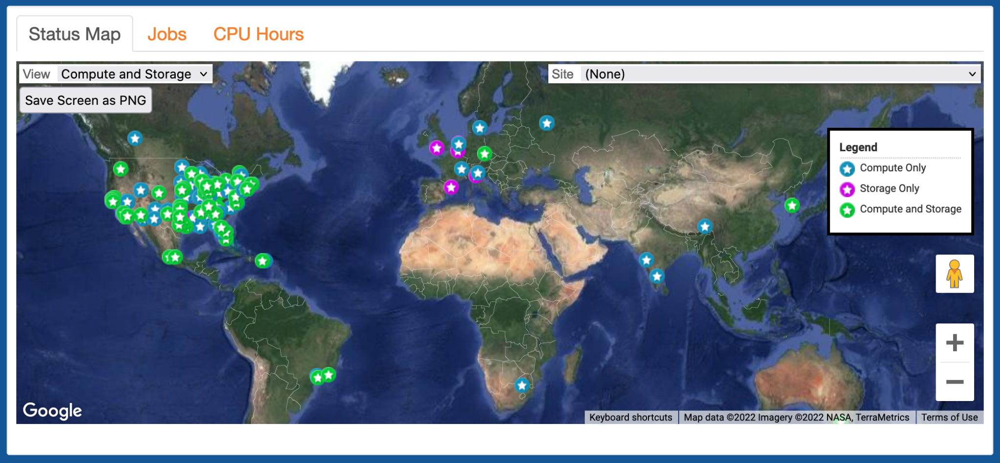 Status Map
Jobs
CPU Hours
View Compute and Storage
Site (None)
Save Screen as PNG
Legend
Compute Only
Storage Only
Compute and Storage
Google
Keyboard shortcuts
Map data ©2022 Imagery ©2022 NASA, TerraMetrics
Terms of Use